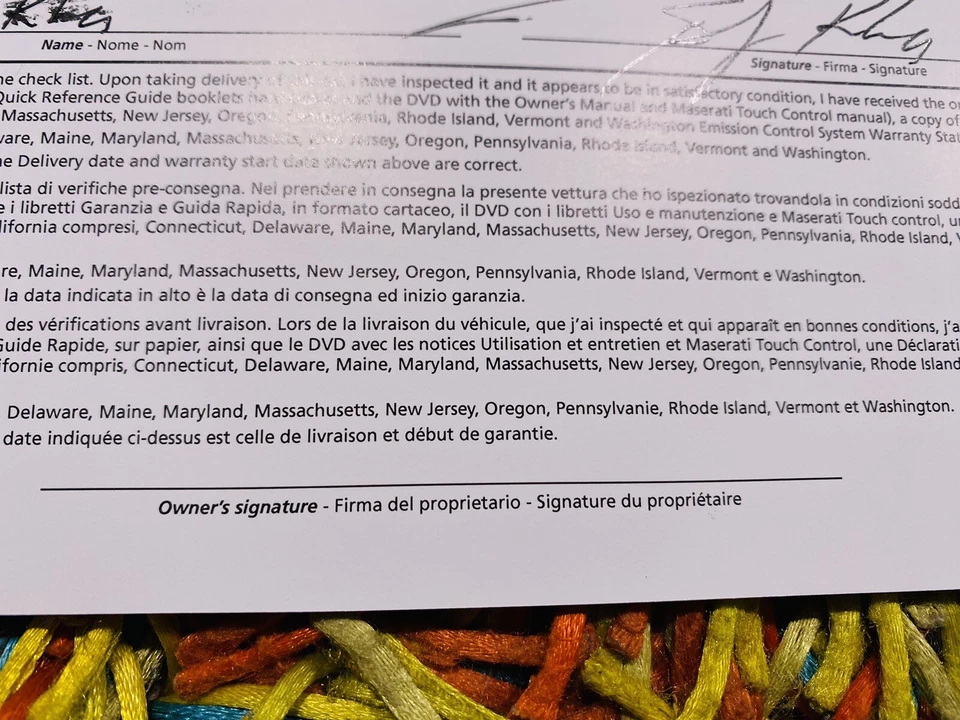 Name - Nome - Nom
Signature - Firma - Signature
he check list. Upon taking delivery have inspected it and it appears to be in satisfactory condition, I have received the o
Quick Reference Guide booklets and the DVD with the Owner's Manual and Maserati Touch Control manual), a copy of
Massachusetts, New Jersey, Oregon, Pennsylvania, Rhode Island, Vermont and Washington Emission Control System Warranty Stat
are, Maine, Maryland, Massachusetts, New Jersey, Oregon, Pennsylvania, Rhode Island, Vermont and Washington.
he Delivery date and warranty start date shown above are correct.
lista di verifiche pre-consegna. Nel prendere in consegna la presente vettura che ho ispezionato trovandola in condizioni sodd
e i libretti Garanzia e Guida Rapida, in formato cartaceo, il DVD con i libretti Uso e manutenzione e Maserati Touch control, u
lifornia compresi, Connecticut, Delaware, Maine, Maryland, Massachusetts, New Jersey, Oregon, Pennsylvania, Rhode Island, V
re, Maine, Maryland, Massachusetts, New Jersey, Oregon, Pennsylvania, Rhode Island, Vermont e Washington.
la data indicata in alto è la data di consegna ed inizio garanzia.
des vérifications avant livraison. Lors de la livraison du véhicule, que j'ai inspecté et qui apparaît en bonnes conditions, j'a
Guide Rapide, sur papier, ainsi que le DVD avec les notices Utilisation et entretien et Maserati Touch Control, une Déclarati
ifornie compris, Connecticut, Delaware, Maine, Maryland, Massachusetts, New Jersey, Oregon, Pennsylvanie, Rhode Island
Delaware, Maine, Maryland, Massachusetts, New Jersey, Oregon, Pennsylvanie, Rhode Island, Vermont et Washington.
date indiquée ci-dessus est celle de livraison et début de garantie.
Owner's signature - Firma del proprietario - Signature du propriétaire